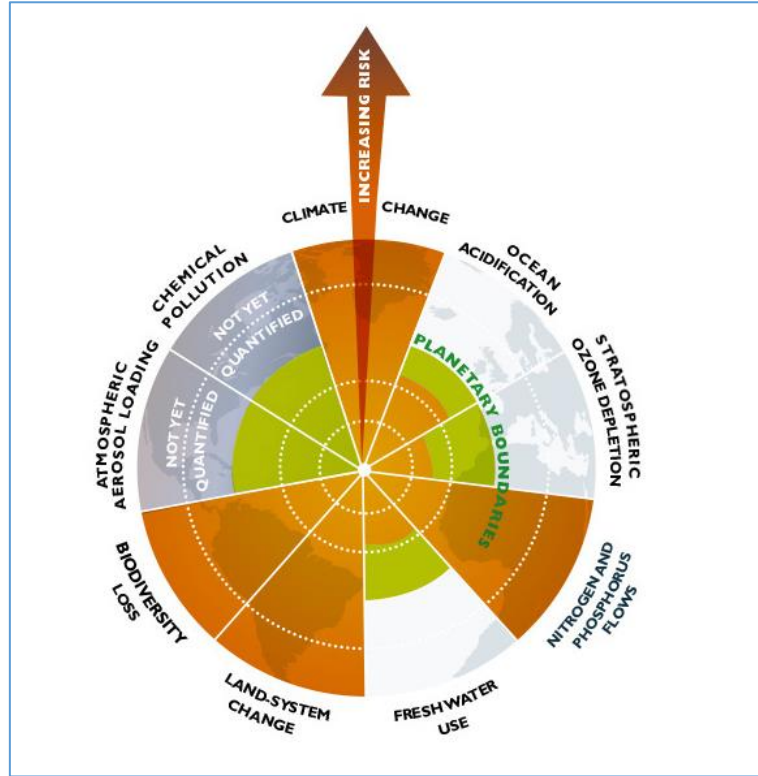 INCREASING RISK
CLIMATE CHANGE
OCEAN
ACIDIFICATION
STRATOSPHERIC
OZONE DEPLETION
NITROGEN AND
PHOSPHORUS
FLOWS
FRESHWATER
USE
LAND-SYSTEM
CHANGE
BIODIVERSITY
LOSS
ATMOSPHERIC
AEROSOL LOADING
CHEMICAL
POLLUTION
NOT YET
QUANTIFIED
NOT YET
QUANTIFIED
PLANETARY BOUNDARIES